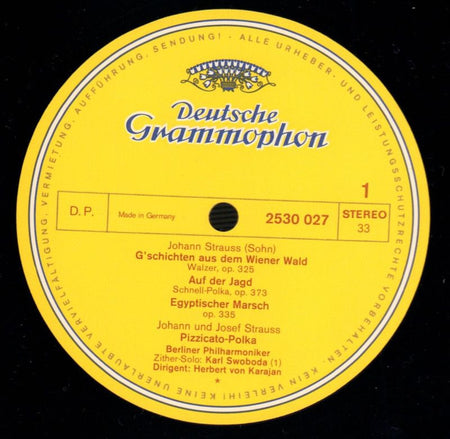 ALLE URHEBER- UND LEISTUNGSSCHUTZRECHTE VORBEHALTEN · KEIN VERLEIH! KEINE UNERLAUBTE VERVIELFÄLTIGUNG, VERMIETUNG, AUFFÜHRUNG, SENDUNG!
Deutsche
Grammophon
1
D. P.
Made in Germany
2530 027
STEREO
33
Johann Strauss (Sohn)
G'schichten aus dem Wiener Wald
Walzer, op. 325
Auf der Jagd
Schnell-Polka, op. 373
Egyptischer Marsch
op. 335
Johann und Josef Strauss
Pizzicato-Polka
Berliner Philharmoniker
Zither-Solo: Karl Swoboda (1)
Dirigent: Herbert von Karajan
*